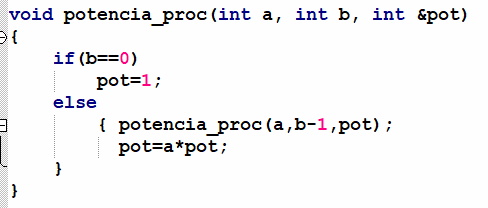 void potencia_proc(int a, int b, int &pot)
{
if(b==0)
pot=1;
else
{ potencia_proc(a,b-1,pot);
pot=a*pot;
}
}